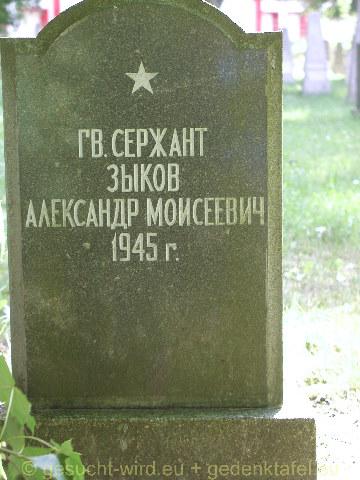 ГВ. СЕРЖАНТ
ЗЫКОВ
АЛЕКСАНДР МОИСЕЕВИЧ
1945 г.
© gesucht-wird.eu + gedenktafel.eu